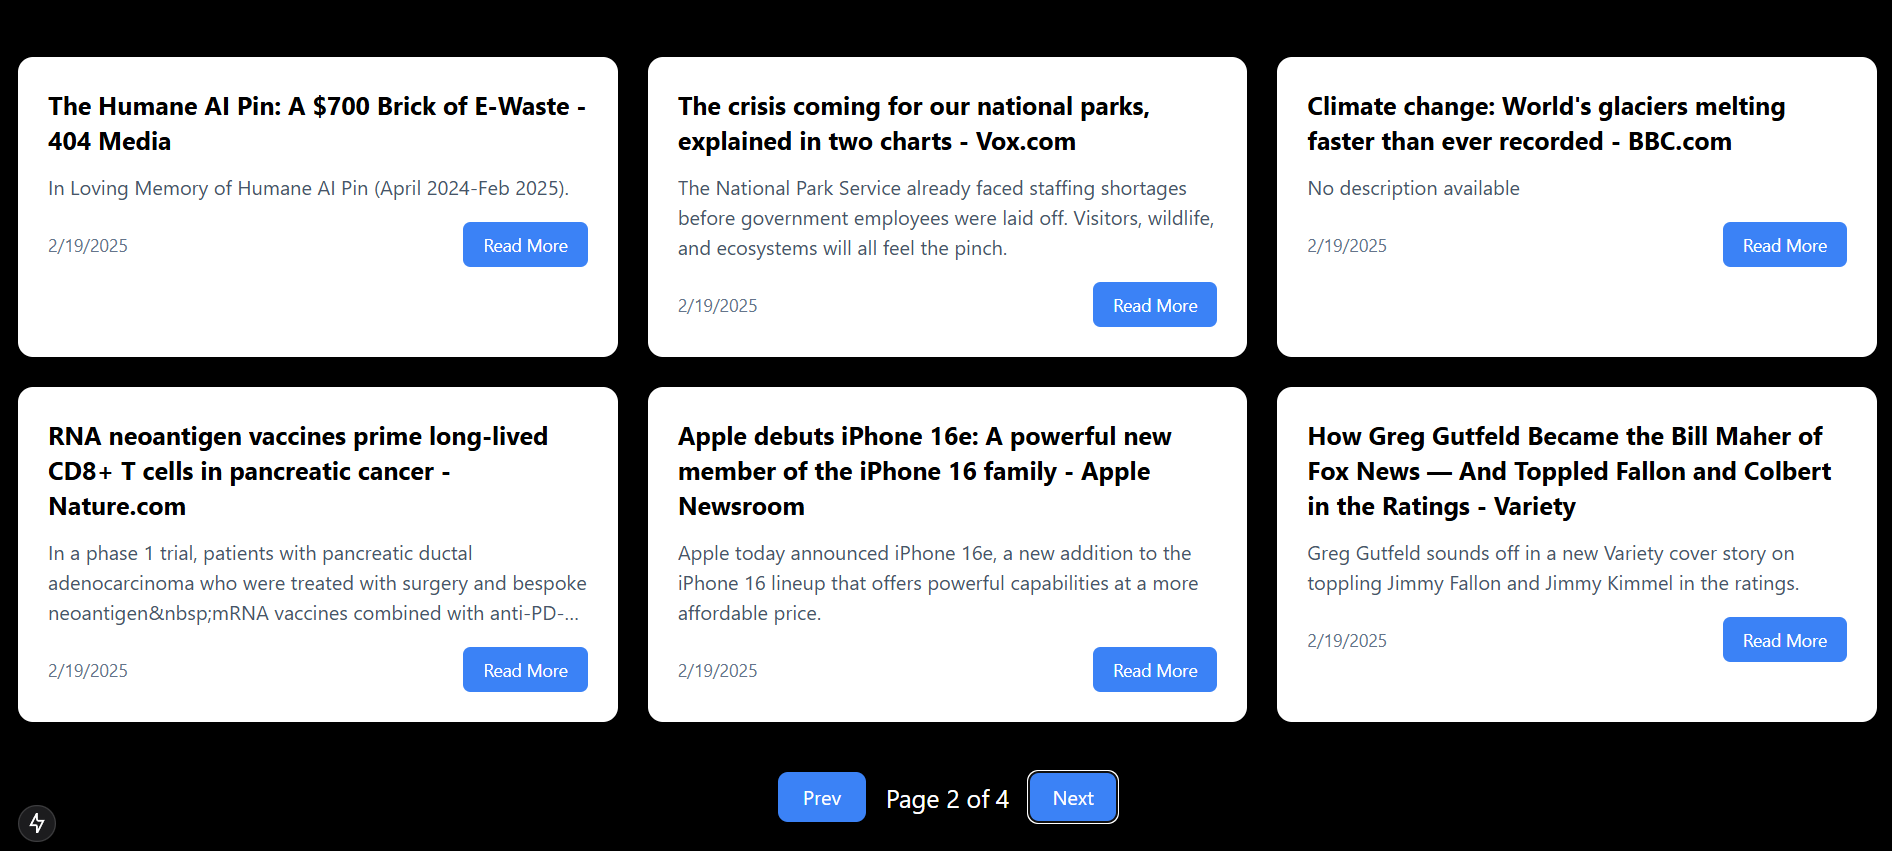 The Humane AI Pin: A $700 Brick of E-Waste -
404 Media
In Loving Memory of Humane AI Pin (April 2024-Feb 2025).
2/19/2025
Read More
The crisis coming for our national parks,
explained in two charts - Vox.com
The National Park Service already faced staffing shortages
before government employees were laid off. Visitors, wildlife,
and ecosystems will all feel the pinch.
2/19/2025
Read More
Climate change: World's glaciers melting
faster than ever recorded - BBC.com
No description available
2/19/2025
Read More
RNA neoantigen vaccines prime long-lived
CD8+ T cells in pancreatic cancer -
Nature.com
In a phase 1 trial, patients with pancreatic ductal
adenocarcinoma who were treated with surgery and bespoke
neoantigen&nbsp;mRNA vaccines combined with anti-PD-...
2/19/2025
Read More
Apple debuts iPhone 16e: A powerful new
member of the iPhone 16 family - Apple
Newsroom
Apple today announced iPhone 16e, a new addition to the
iPhone 16 lineup that offers powerful capabilities at a more
affordable price.
2/19/2025
Read More
How Greg Gutfeld Became the Bill Maher of
Fox News — And Toppled Fallon and Colbert
in the Ratings - Variety
Greg Gutfeld sounds off in a new Variety cover story on
toppling Jimmy Fallon and Jimmy Kimmel in the ratings.
2/19/2025
Read More
Prev
Page 2 of 4
Next